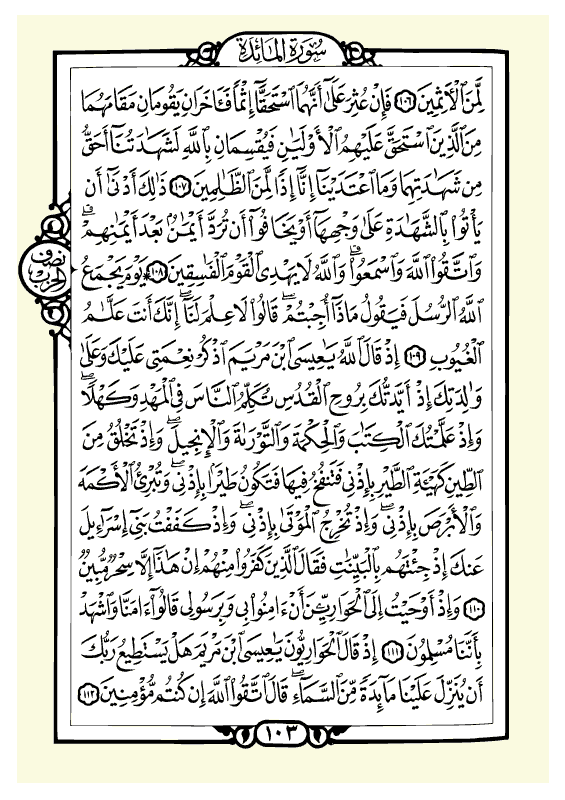 سُورَةُ المَائِدَةِ
لَّمِنَ ٱلْأٓثِمِينَ ١٠٦ فَإِنْ عُثِرَ عَلَىٰٓ أَنَّهُمَا ٱسْتَحَقَّآ إِثْمًا فَـَٔاخَرَانِ يَقُومَانِ مَقَامَهُمَا
مِنَ ٱلَّذِينَ ٱسْتَحَقَّ عَلَيْهِمُ ٱلْأَوْلَيَـٰنِ فَيُقْسِمَانِ بِٱللَّهِ لَشَهَـٰدَتُنَآ أَحَقُّ
مِن شَهَـٰدَتِهِمَا وَمَا ٱعْتَدَيْنَآ إِنَّآ إِذًا لَّمِنَ ٱلظَّـٰلِمِينَ ١٠٧ ذَٰلِكَ أَدْنَىٰٓ أَن
يَأْتُوا۟ بِٱلشَّهَـٰدَةِ عَلَىٰ وَجْهِهَآ أَوْ يَخَافُوٓا۟ أَن تُرَدَّ أَيْمَـٰنٌۢ بَعْدَ أَيْمَـٰنِهِمْ ۗ
وَٱتَّقُوا۟ ٱللَّهَ وَٱسْمَعُوا۟ ۗ وَٱللَّهُ لَا يَهْدِى ٱلْقَوْمَ ٱلْفَـٰسِقِينَ ١٠٨ * يَوْمَ يَجْمَعُ
نصف الحزب
ٱللَّهُ ٱلرُّسُلَ فَيَقُولُ مَاذَآ أُجِبْتُمْ ۖ قَالُوا۟ لَا عِلْمَ لَنَآ ۖ إِنَّكَ أَنتَ عَلَّـٰمُ
ٱلْغُيُوبِ ١٠٩ إِذْ قَالَ ٱللَّهُ يَـٰعِيسَى ٱبْنَ مَرْيَمَ ٱذْكُرْ نِعْمَتِى عَلَيْكَ وَعَلَىٰ
وَٰلِدَتِكَ إِذْ أَيَّدتُّكَ بِرُوحِ ٱلْقُدُسِ تُكَلِّمُ ٱلنَّاسَ فِى ٱلْمَهْدِ وَكَهْلًا ۖ
وَإِذْ عَلَّمْتُكَ ٱلْكِتَـٰبَ وَٱلْحِكْمَةَ وَٱلتَّوْرَىٰةَ وَٱلْإِنجِيلَ ۖ وَإِذْ تَخْلُقُ مِنَ
ٱلطِّينِ كَهَيْـَٔةِ ٱلطَّيْرِ بِإِذْنِى فَتَنفُخُ فِيهَا فَتَكُونُ طَيْرًۢا بِإِذْنِى ۖ وَتُبْرِئُ ٱلْأَكْمَهَ
وَٱلْأَبْرَصَ بِإِذْنِى ۖ وَإِذْ تُخْرِجُ ٱلْمَوْتَىٰ بِإِذْنِى ۖ وَإِذْ كَفَفْتُ بَنِىٓ إِسْرَٰٓءِيلَ
عَنكَ إِذْ جِئْتَهُم بِٱلْبَيِّنَـٰتِ فَقَالَ ٱلَّذِينَ كَفَرُوا۟ مِنْهُمْ إِنْ هَـٰذَآ إِلَّا سِحْرٌ مُّبِينٌ
١١٠ وَإِذْ أَوْحَيْتُ إِلَى ٱلْحَوَارِيِّـۧنَ أَنْ ءَامِنُوا۟ بِى وَبِرَسُولِى قَالُوٓا۟ ءَامَنَّا وَٱشْهَدْ
بِأَنَّنَا مُسْلِمُونَ ١١١ إِذْ قَالَ ٱلْحَوَارِيُّونَ يَـٰعِيسَى ٱبْنَ مَرْيَمَ هَلْ يَسْتَطِيعُ رَبُّكَ
أَن يُنَزِّلَ عَلَيْنَا مَآئِدَةً مِّنَ ٱلسَّمَآءِ ۖ قَالَ ٱتَّقُوا۟ ٱللَّهَ إِن كُنتُم مُّؤْمِنِينَ ١١٢
١٠٣